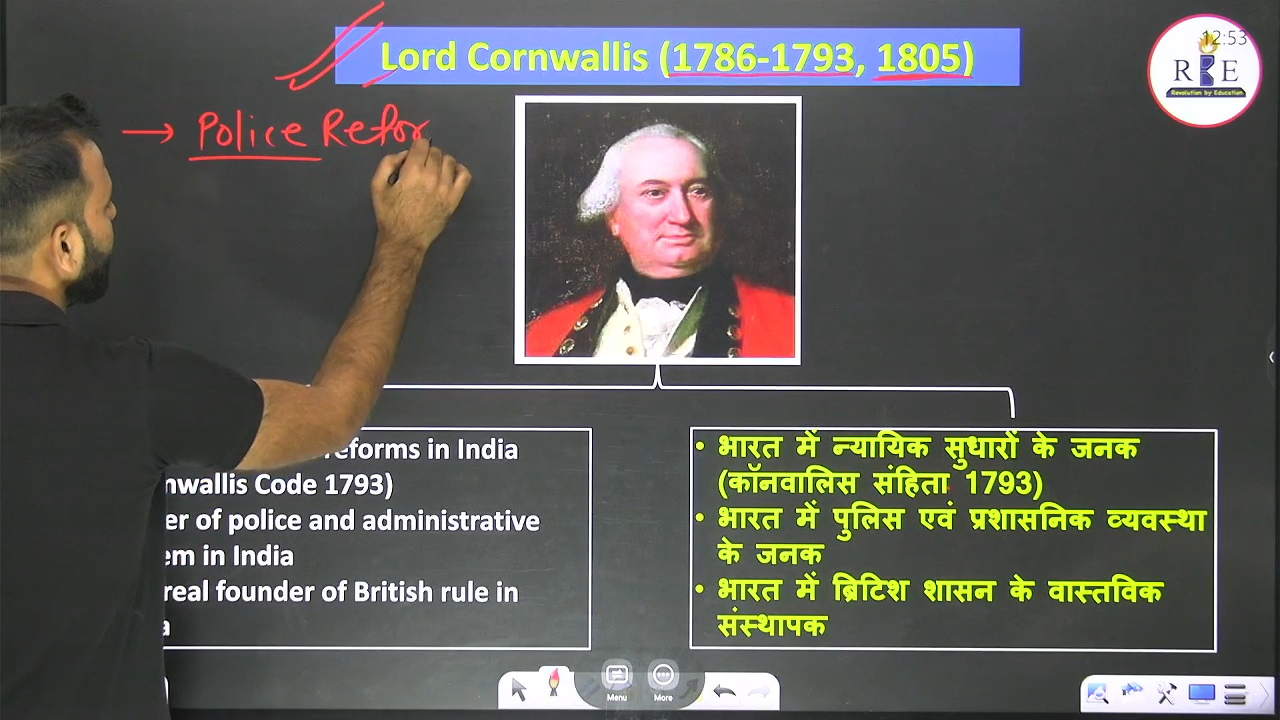 Lord Cornwallis (1786-1793, 1805)
12:53
R E
Revolution by Education
→ Police Refor
reforms in India
nwallis Code 1793)
er of police and administrative
em in India
real founder of British rule in
a
• भारत में न्यायिक सुधारों के जनक
(कॉनवालिस संहिता 1793)
• भारत में पुलिस एवं प्रशासनिक व्यवस्था
के जनक
• भारत में ब्रिटिश शासन के वास्तविक
संस्थापक
Menu
More